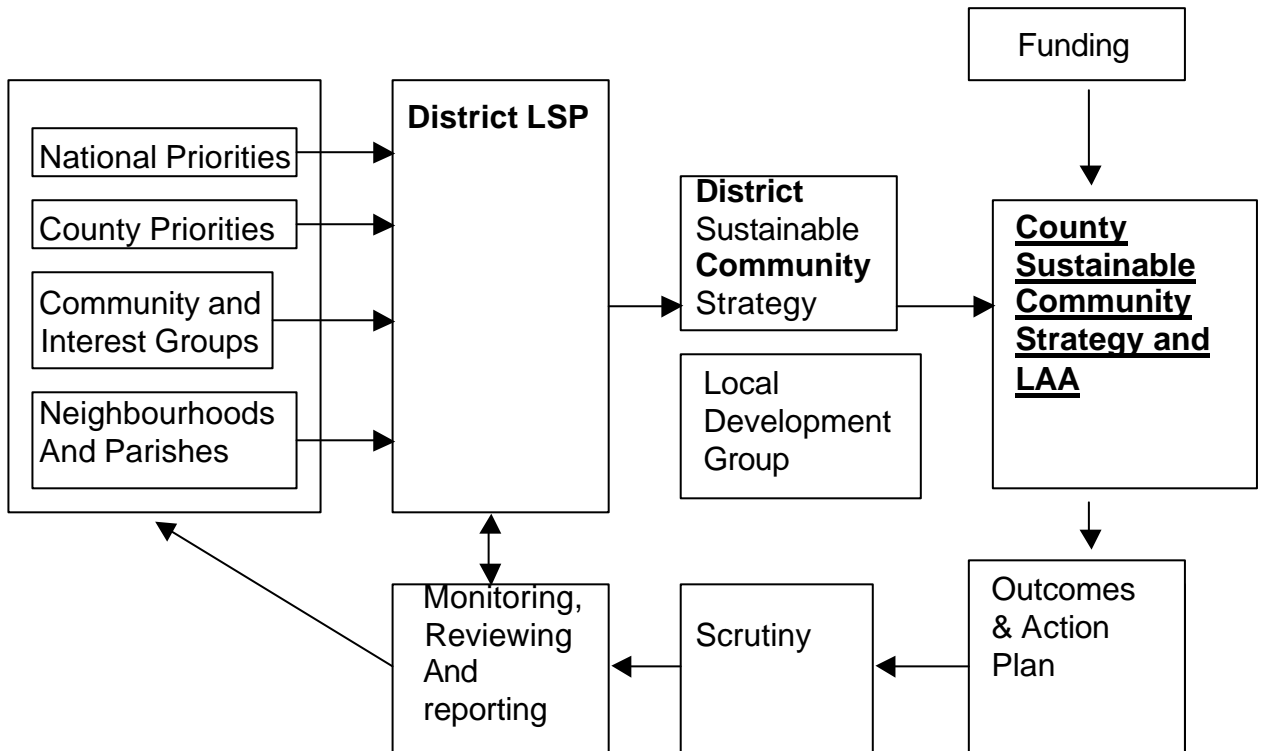 Funding
District LSP
National Priorities
County Priorities
Community and
Interest Groups
Neighbourhoods
And Parishes
District
Sustainable
Community
Strategy
Local
Development
Group
County
Sustainable
Community
Strategy and
LAA
Monitoring,
Reviewing
And
reporting
Scrutiny
Outcomes
& Action
Plan